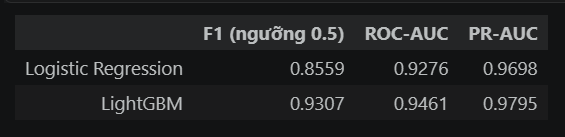 F1 (ngưỡng 0.5) ROC-AUC PR-AUC
Logistic Regression 0.8559 0.9276 0.9698
LightGBM 0.9307 0.9461 0.9795